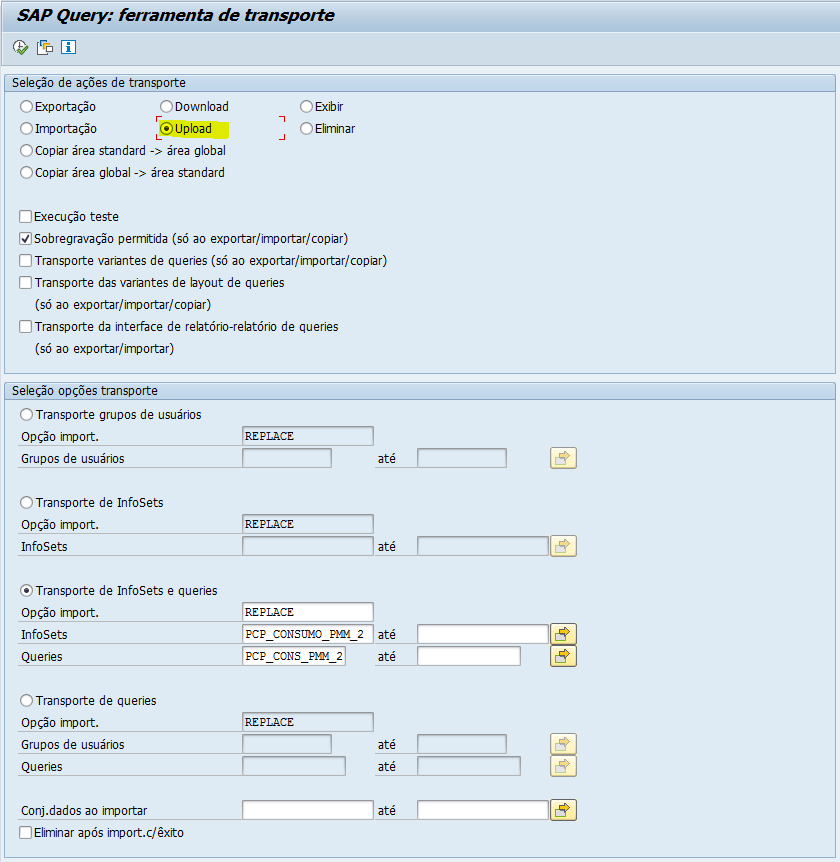 SAP Query: ferramenta de transporte
Seleção de ações de transporte
Exportação Download Exibir
Importação Upload Eliminar
Copiar área standard -> área global
Copiar área global -> área standard
Execução teste
Sobregravação permitida (só ao exportar/importar/copiar)
Transporte variantes de queries (só ao exportar/importar/copiar)
Transporte das variantes de layout de queries
(só ao exportar/importar/copiar)
Transporte da interface de relatório-relatório de queries
(só ao exportar/importar)
Seleção opções transporte
Transporte grupos de usuários
Opção import. REPLACE
Grupos de usuários até
Transporte de InfoSets
Opção import. REPLACE
InfoSets até
Transporte de InfoSets e queries
Opção import. REPLACE
InfoSets PCP_CONSUMO_PMM_2 até
Queries PCP_CONS_PMM_2 até
Transporte de queries
Opção import. REPLACE
Grupos de usuários até
Queries até
Conj.dados ao importar até
Eliminar após import.c/êxito